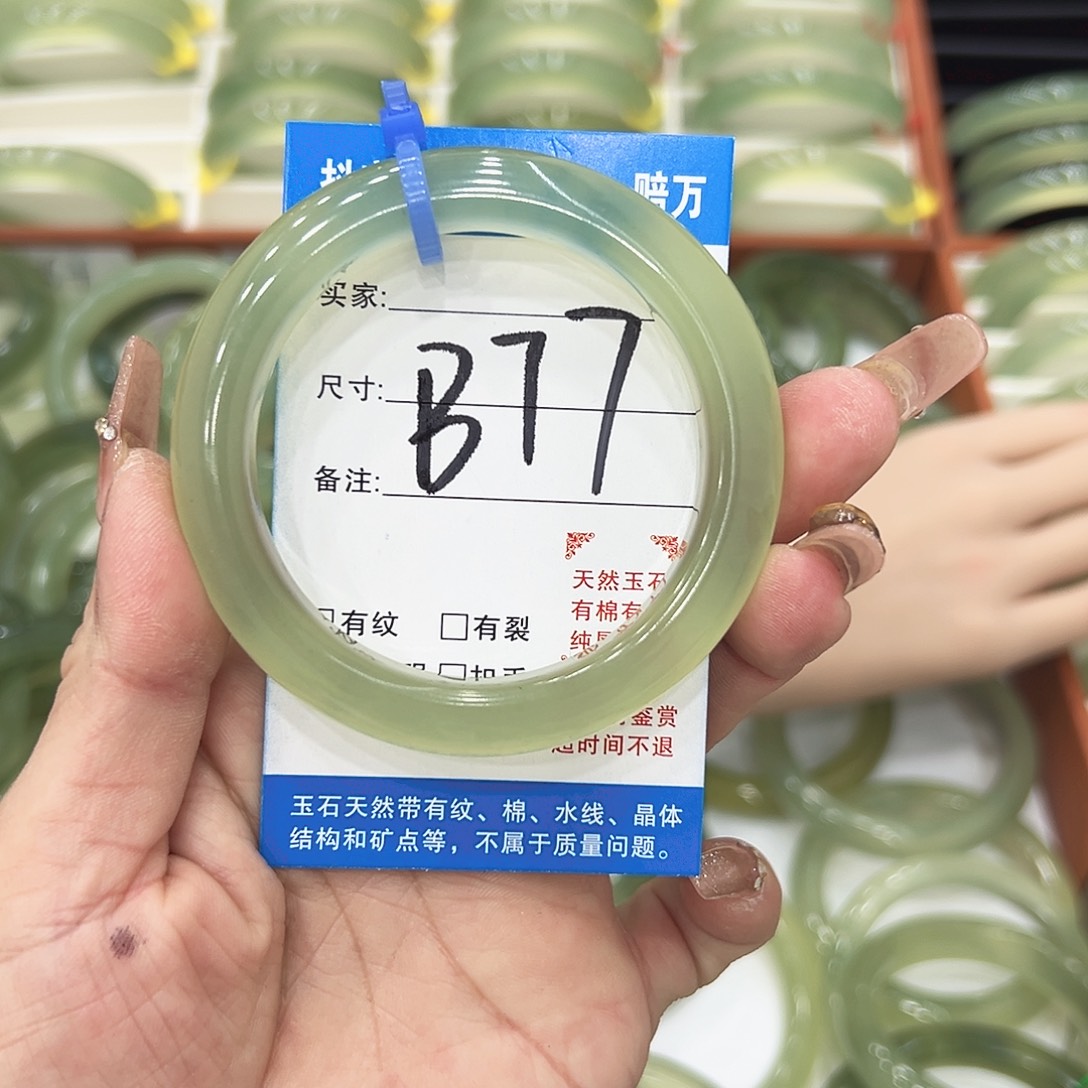 赔万
买家:
B77
尺寸:
备注:
天然玉石
有棉有
□有纹 □有裂
鉴赏
超时间不退
玉石天然带有纹、棉、水线、晶体
结构和矿点等，不属于质量问题。